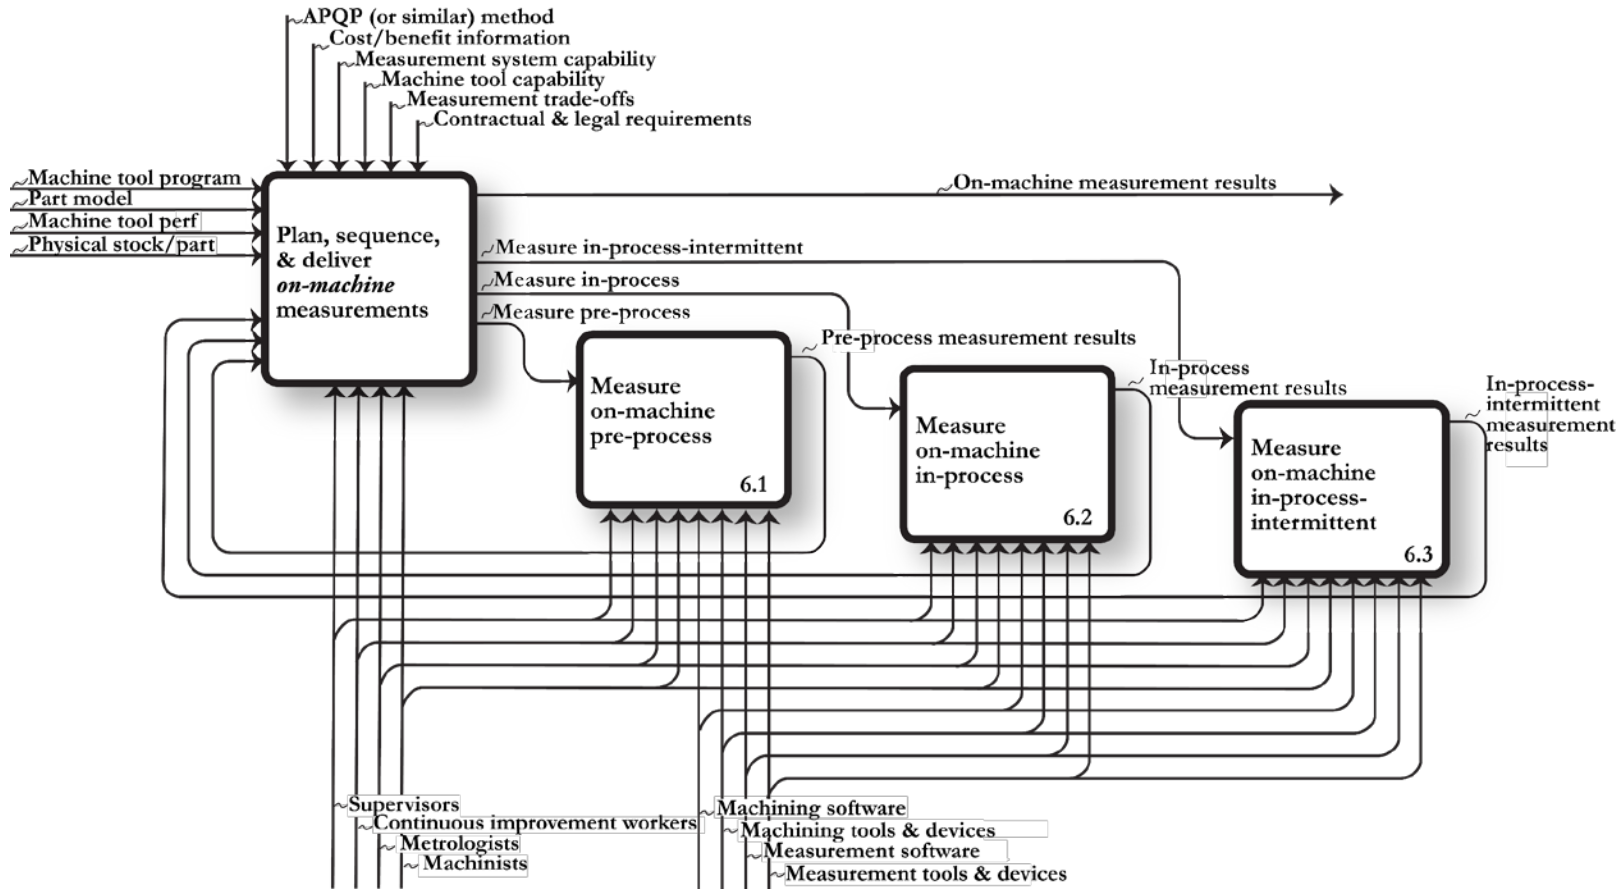 APQP (or similar) method
Cost/benefit information
Measurement system capability
Machine tool capability
Measurement trade-offs
Contractual & legal requirements
Machine tool program
Part model
Machine tool perf
Physical stock/part
On-machine measurement results
Plan, sequence,
& deliver
on-machine
measurements
Measure in-process-intermittent
Measure in-process
Measure pre-process
Pre-process measurement results
In-process
measurement results
In-process-
intermittent
measurement
results
Measure
on-machine
pre-process
6.1
Measure
on-machine
in-process
6.2
Measure
on-machine
in-process-
intermittent
6.3
Supervisors
Continuous improvement workers
Metrologists
Machinists
Machining software
Machining tools & devices
Measurement software
Measurement tools & devices